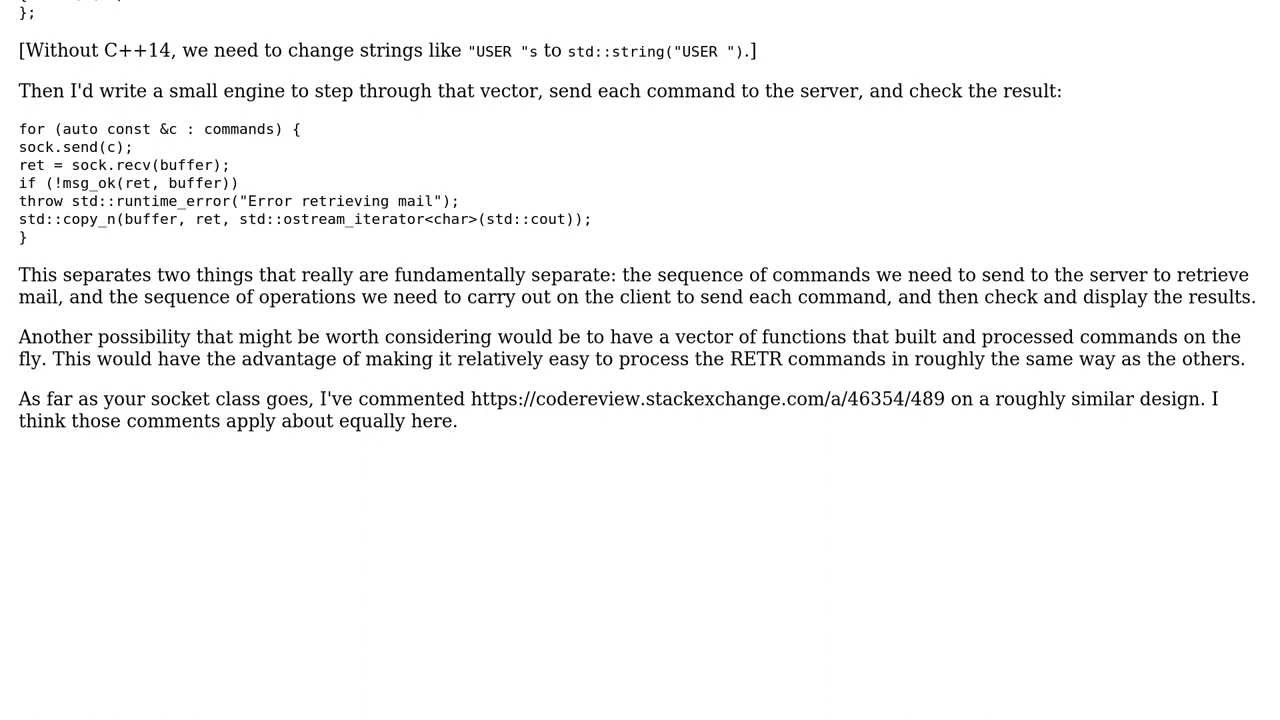 };
[Without C++14, we need to change strings like "USER "s to std::string("USER ").]
Then I'd write a small engine to step through that vector, send each command to the server, and check the result:
for (auto const &c : commands) {
sock.send(c);
ret = sock.recv(buffer);
if (!msg_ok(ret, buffer))
throw std::runtime_error("Error retrieving mail");
std::copy_n(buffer, ret, std::ostream_iterator<char>(std::cout));
}
This separates two things that really are fundamentally separate: the sequence of commands we need to send to the server to retrieve
mail, and the sequence of operations we need to carry out on the client to send each command, and then check and display the results.
Another possibility that might be worth considering would be to have a vector of functions that built and processed commands on the
fly. This would have the advantage of making it relatively easy to process the RETR commands in roughly the same way as the others.
As far as your socket class goes, I've commented https://codereview.stackexchange.com/a/46354/489 on a roughly similar design. I
think those comments apply about equally here.